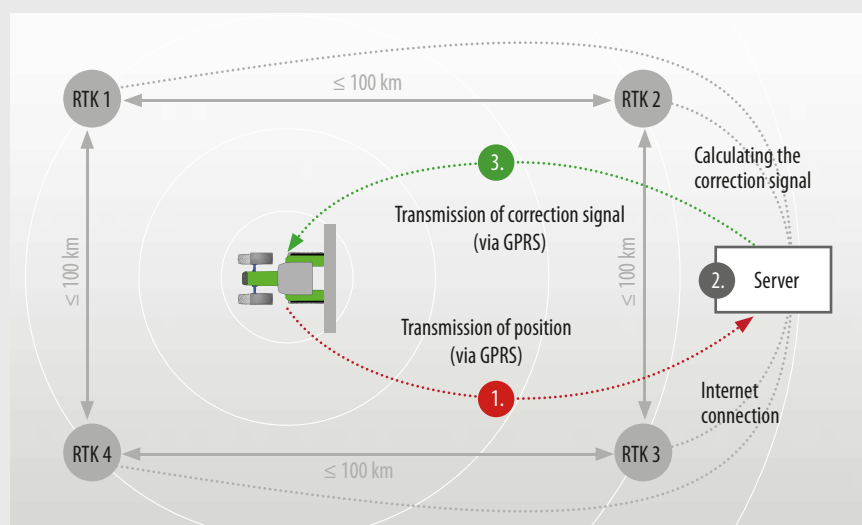 RTK 1
≤ 100 km
RTK 2
3.
Calculating the
correction signal
Transmission of correction signal
(via GPRS)
≤ 100 km
≤ 100 km
2.
Server
Transmission of position
(via GPRS)
1.
Internet
connection
RTK 4
≤ 100 km
RTK 3